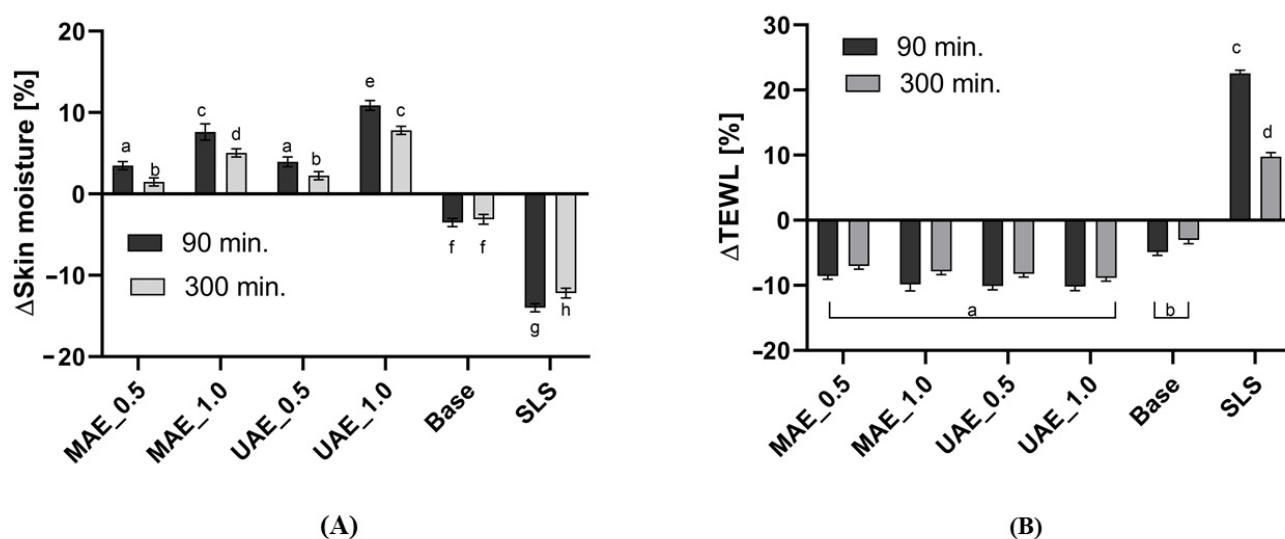 20
10
0
−10
−20
ΔSkin moisture [%]
a
b
c
d
a
b
e
c
f
f
g
h
90 min.
300 min.
MAE_0.5
MAE_1.0
UAE_0.5
UAE_1.0
Base
SLS
(A)
30
20
10
0
−10
−20
ΔTEWL [%]
90 min.
300 min.
c
d
a
b
MAE_0.5
MAE_1.0
UAE_0.5
UAE_1.0
Base
SLS
(B)